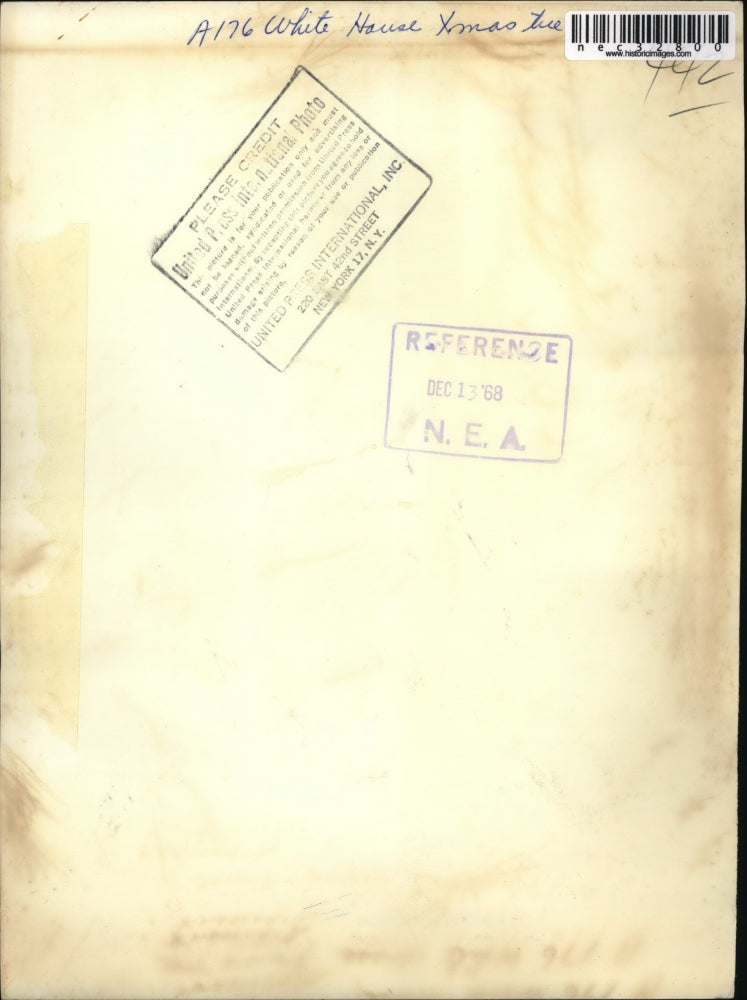 A176 White House Xmas tree
nec32800
www.historicimages.com
442
PLEASE CREDIT
United Press International Photo
This picture is for your publication only and must
not be loaned, syndicated or used for advertising
purposes without written permission from United Press
International. By accepting this picture you agree to hold
United Press International harmless from any loss or
damage arising by reason of your use or publication
of this picture.
UNITED PRESS INTERNATIONAL, INC.
220 EAST 42nd STREET
NEW YORK 17, N. Y.
REFERENCE
DEC 13 '68
N. E. A.